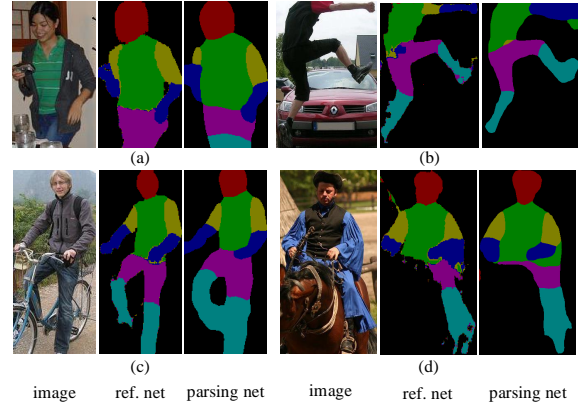 (a)
(b)
(c)
(d)
image
ref. net
parsing net
image
ref. net
parsing net